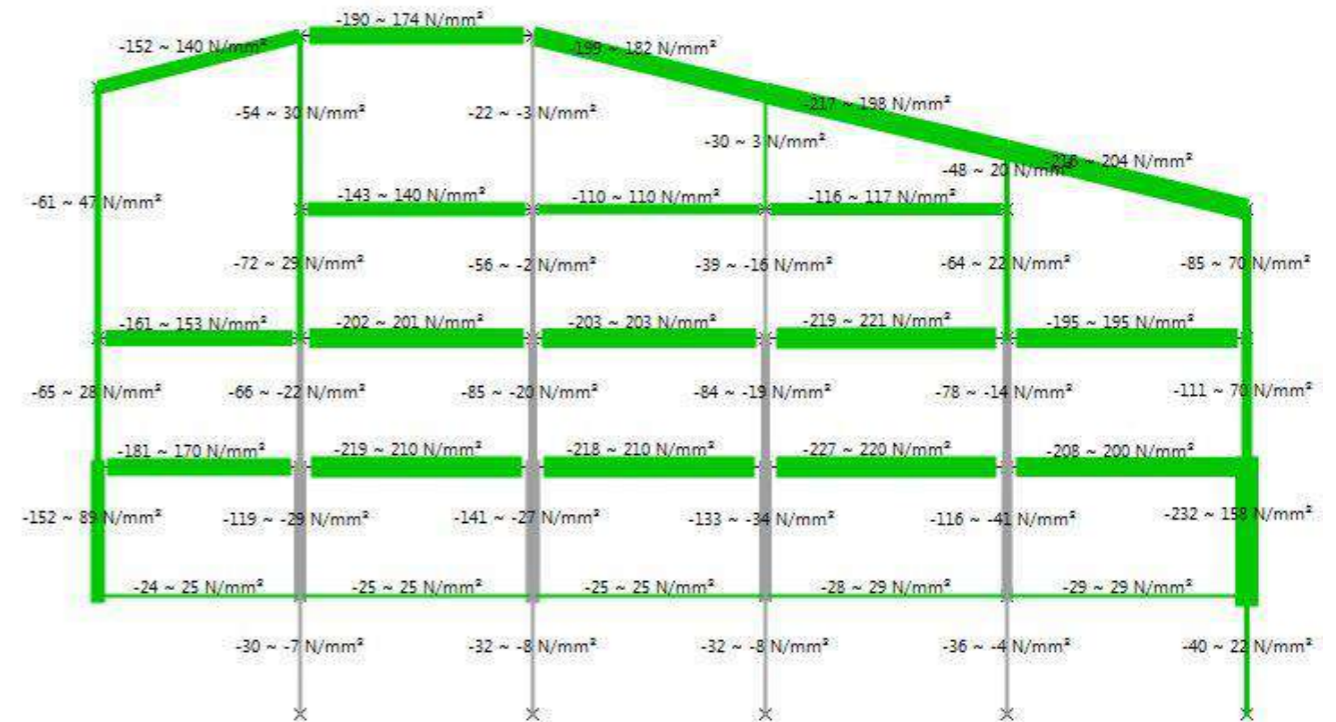 -190 ~ 174 N/mm²
-152 ~ 140 N/mm²
-199 ~ 182 N/mm²
-217 ~ 198 N/mm²
-54 ~ 30 N/mm²
-22 ~ -3 N/mm²
-30 ~ 3 N/mm²
-48 ~ 20 N/mm²
-216 ~ 204 N/mm²
-61 ~ 47 N/mm²
-143 ~ 140 N/mm²
-110 ~ 110 N/mm²
-116 ~ 117 N/mm²
-72 ~ 29 N/mm²
-56 ~ -2 N/mm²
-39 ~ -16 N/mm²
-64 ~ 22 N/mm²
-85 ~ 70 N/mm²
-161 ~ 153 N/mm²
-202 ~ 201 N/mm²
-203 ~ 203 N/mm²
-219 ~ 221 N/mm²
-195 ~ 195 N/mm²
-65 ~ 28 N/mm²
-66 ~ -22 N/mm²
-85 ~ -20 N/mm²
-84 ~ -19 N/mm²
-78 ~ -14 N/mm²
-111 ~ 70 N/mm²
-181 ~ 170 N/mm²
-219 ~ 210 N/mm²
-218 ~ 210 N/mm²
-227 ~ 220 N/mm²
-208 ~ 200 N/mm²
-152 ~ 89 N/mm²
-119 ~ -29 N/mm²
-141 ~ -27 N/mm²
-133 ~ -34 N/mm²
-116 ~ -41 N/mm²
-232 ~ 158 N/mm²
-24 ~ 25 N/mm²
-25 ~ 25 N/mm²
-25 ~ 25 N/mm²
-28 ~ 29 N/mm²
-29 ~ 29 N/mm²
-30 ~ -7 N/mm²
-32 ~ -8 N/mm²
-32 ~ -8 N/mm²
-36 ~ -4 N/mm²
-40 ~ 22 N/mm²